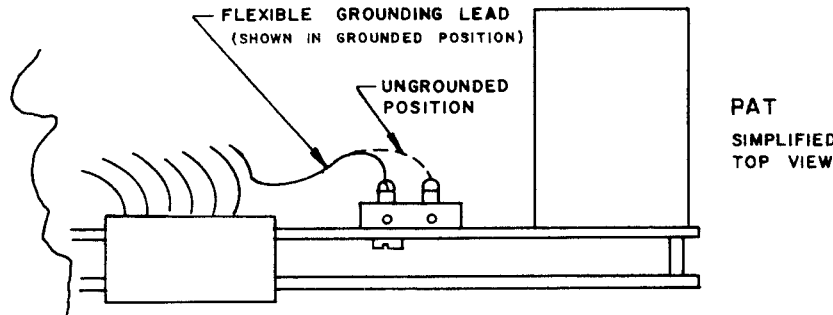 FLEXIBLE GROUNDING LEAD
(SHOWN IN GROUNDED POSITION)
UNGROUNDED
POSITION
PAT
SIMPLIFIED
TOP VIEW